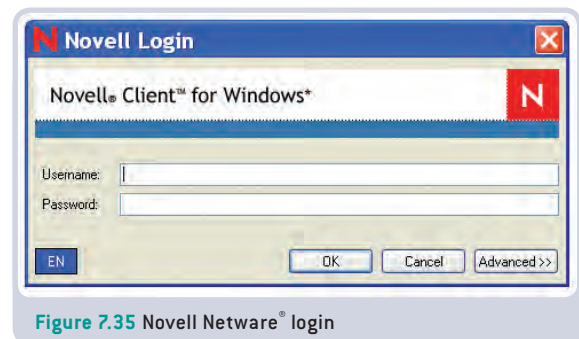 N Novell Login
Novell® Client™ for Windows*
N
Username:
Password:
EN
OK Cancel Advanced >>
Figure 7.35 Novell Netware® login